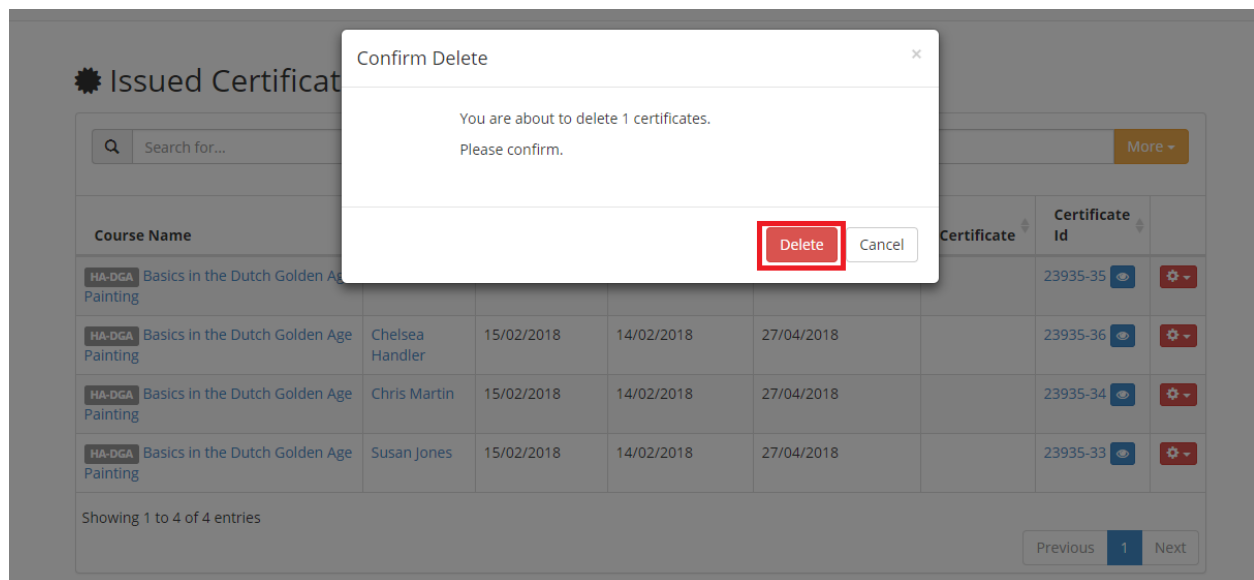 Confirm Delete ×
You are about to delete 1 certificates.
Please confirm.
Delete Cancel
Issued Certificat
Search for...
More
Course Name Certificate Certificate
Id
HA-DGA Basics in the Dutch Golden Ag 23935-35
Painting
HA-DGA Basics in the Dutch Golden Age Chelsea 15/02/2018 14/02/2018 27/04/2018 23935-36
Painting Handler
HA-DGA Basics in the Dutch Golden Age Chris Martin 15/02/2018 14/02/2018 27/04/2018 23935-34
Painting
HA-DGA Basics in the Dutch Golden Age Susan Jones 15/02/2018 14/02/2018 27/04/2018 23935-33
Painting
Showing 1 to 4 of 4 entries
Previous 1 Next